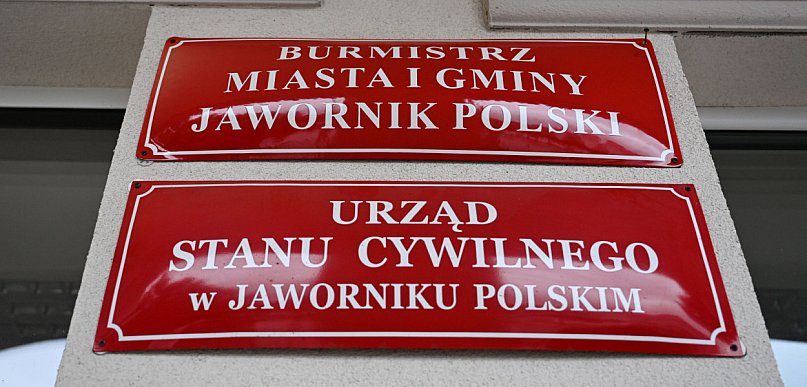 BURMISTRZ
MIASTA I GMINY
JAWORNIK POLSKI
URZĄD
STANU CYWILNEGO
w JAWORNIKU POLSKIM